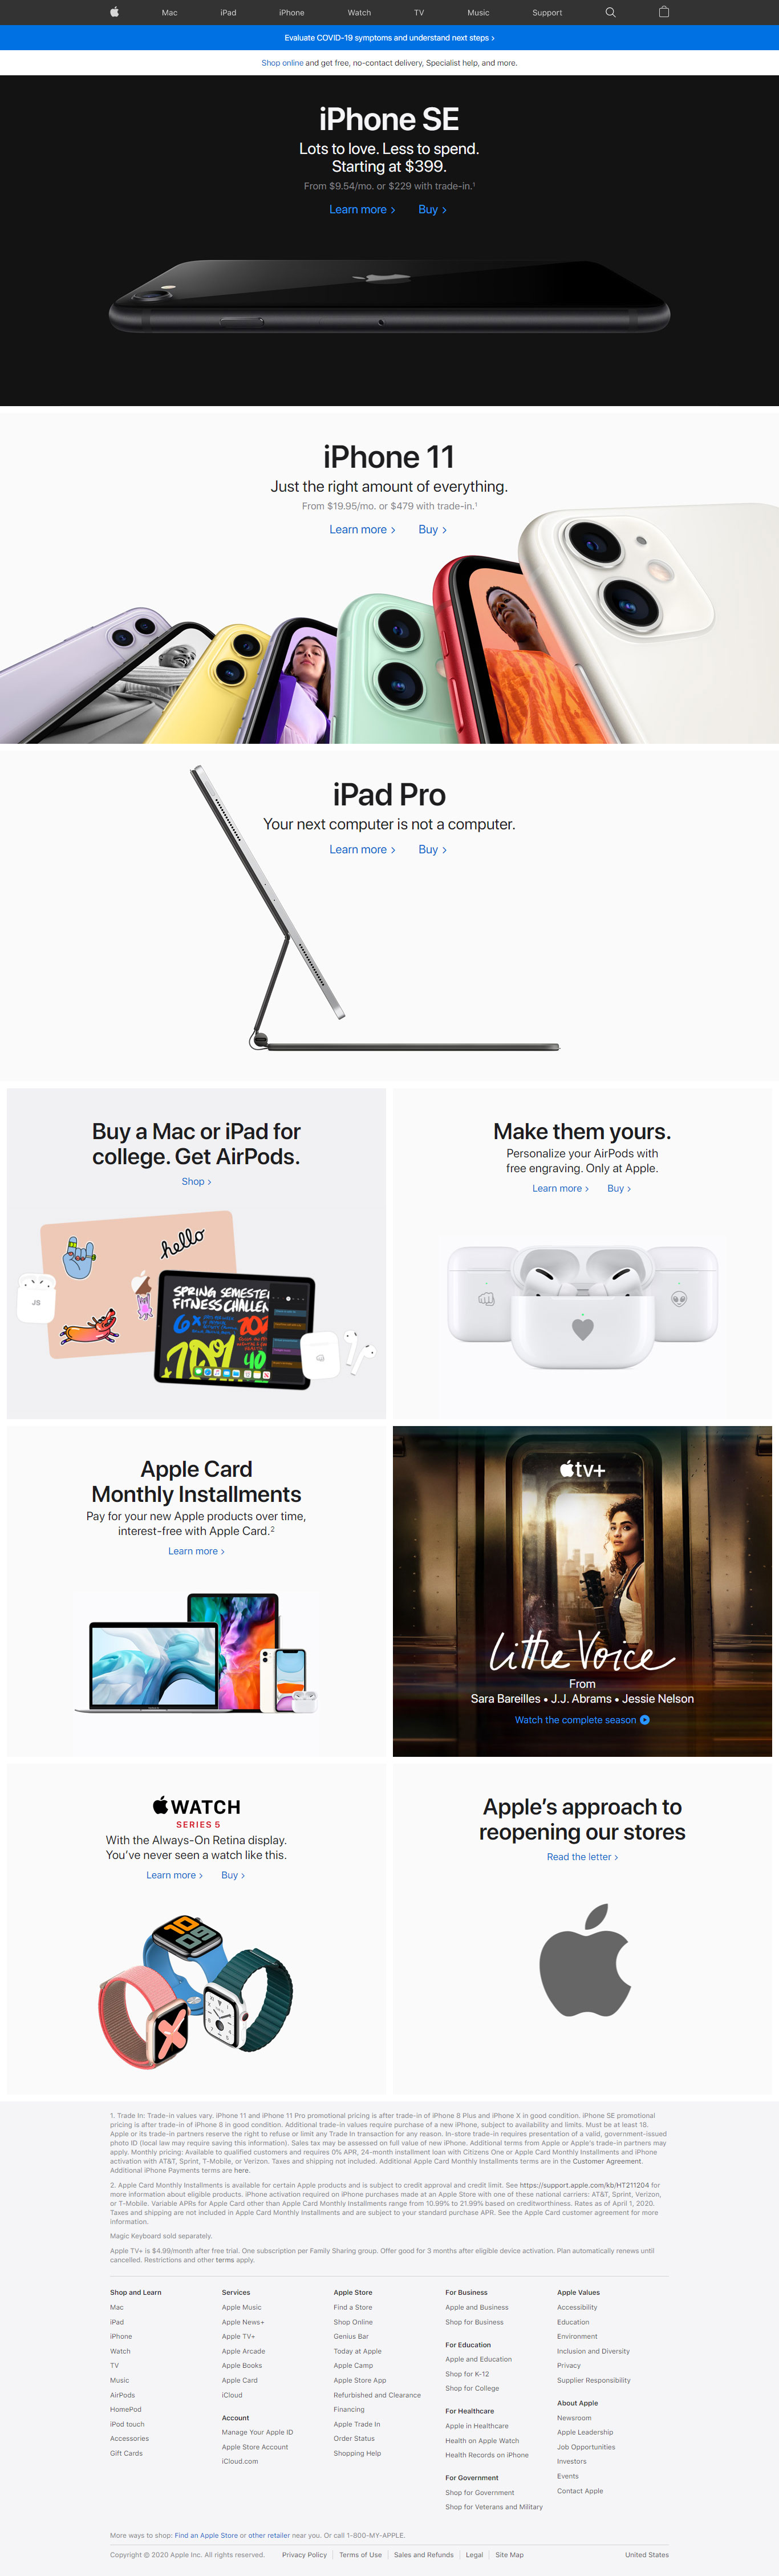 Mac iPad iPhone Watch TV Music Support
Evaluate COVID-19 symptoms and understand next steps >
Shop online and get free, no-contact delivery, Specialist help, and more.
iPhone SE
Lots to love. Less to spend.
Starting at $399.
From $9.54/mo. or $229 with trade-in.¹
Learn more > Buy >
iPhone 11
Just the right amount of everything.
From $19.95/mo. or $479 with trade-in.¹
Learn more > Buy >
iPad Pro
Your next computer is not a computer.
Learn more > Buy >
Buy a Mac or iPad for
college. Get AirPods.
Shop >
hello
JS
SPRING SEMESTER
FITNESS CHALLEN
6x
40
Make them yours.
Personalize your AirPods with
free engraving. Only at Apple.
Learn more > Buy >
Apple Card
Monthly Installments
Pay for your new Apple products over time,
interest-free with Apple Card.²
Learn more >
tv+
Little Voice
From
Sara Bareilles • J.J. Abrams • Jessie Nelson
Watch the complete season
WATCH
SERIES 5
With the Always-On Retina display.
You've never seen a watch like this.
Learn more > Buy >
10
09
Apple's approach to
reopening our stores
Read the letter >
1. Trade In: Trade-in values vary. iPhone 11 and iPhone 11 Pro promotional pricing is after trade-in of iPhone 8 Plus and iPhone X in good condition. iPhone SE promotional
pricing is after trade-in of iPhone 8 in good condition. Additional trade-in values require purchase of a new iPhone, subject to availability and limits. Must be at least 18.
Apple or its trade-in partners reserve the right to refuse or limit any Trade In transaction for any reason. In-store trade-in requires presentation of a valid, government-issued
photo ID (local law may require saving this information). Sales tax may be assessed on full value of new iPhone. Additional terms from Apple or Apple's trade-in partners may
apply. Monthly pricing: Available to qualified customers and requires 0% APR, 24-month installment loan with Citizens One or Apple Card Monthly Installments and iPhone
activation with AT&T, Sprint, T-Mobile, or Verizon. Taxes and shipping not included. Additional Apple Card Monthly Installments terms are in the Customer Agreement.
Additional iPhone Payments terms are here.
2. Apple Card Monthly Installments is available for certain Apple products and is subject to credit approval and credit limit. See https://support.apple.com/kb/HT211204 for
more information about eligible products. iPhone activation required on iPhone purchases made at an Apple Store with one of these national carriers: AT&T, Sprint, Verizon,
or T-Mobile. Variable APRs for Apple Card other than Apple Card Monthly Installments range from 10.99% to 21.99% based on creditworthiness. Rates as of April 1, 2020.
Taxes and shipping are not included in Apple Card Monthly Installments and are subject to your standard purchase APR. See the Apple Card customer agreement for more
information.
Magic Keyboard sold separately.
Apple TV+ is $4.99/month after free trial. One subscription per Family Sharing group. Offer good for 3 months after eligible device activation. Plan automatically renews until
cancelled. Restrictions and other terms apply.
Shop and Learn
Mac
iPad
iPhone
Watch
TV
Music
AirPods
HomePod
iPod touch
Accessories
Gift Cards
Services
Apple Music
Apple News+
Apple TV+
Apple Arcade
Apple Books
Apple Card
iCloud
Account
Manage Your Apple ID
Apple Store Account
iCloud.com
Apple Store
Find a Store
Shop Online
Genius Bar
Today at Apple
Apple Camp
Apple Store App
Refurbished and Clearance
Financing
Apple Trade In
Order Status
Shopping Help
For Business
Apple and Business
Shop for Business
For Education
Apple and Education
Shop for K-12
Shop for College
For Healthcare
Apple in Healthcare
Health on Apple Watch
Health Records on iPhone
For Government
Shop for Government
Shop for Veterans and Military
Apple Values
Accessibility
Education
Environment
Inclusion and Diversity
Privacy
Supplier Responsibility
About Apple
Newsroom
Apple Leadership
Job Opportunities
Investors
Events
Contact Apple
More ways to shop: Find an Apple Store or other retailer near you. Or call 1-800-MY-APPLE.
Copyright © 2020 Apple Inc. All rights reserved. Privacy Policy | Terms of Use | Sales and Refunds | Legal | Site Map United States